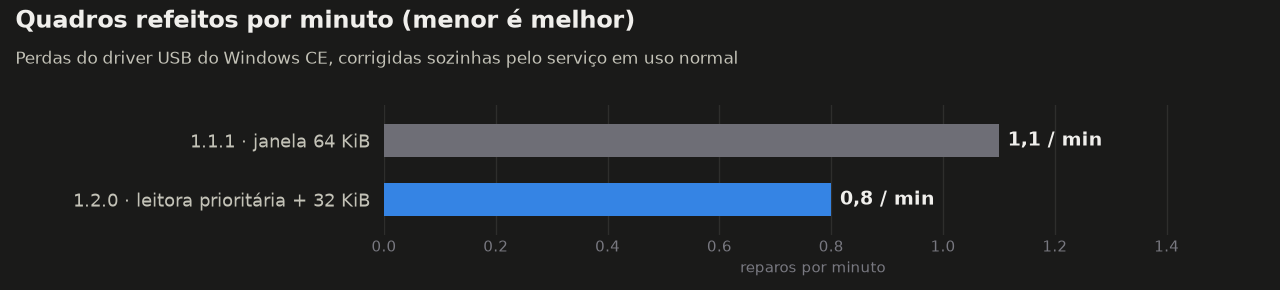 Quadros refeitos por minuto (menor é melhor)
Perdas do driver USB do Windows CE, corrigidas sozinhas pelo serviço em uso normal
1.1.1 · janela 64 KiB
1,1 / min
1.2.0 · leitora prioritária + 32 KiB
0,8 / min
0.0 0.2 0.4 0.6 0.8 1.0 1.2 1.4
reparos por minuto